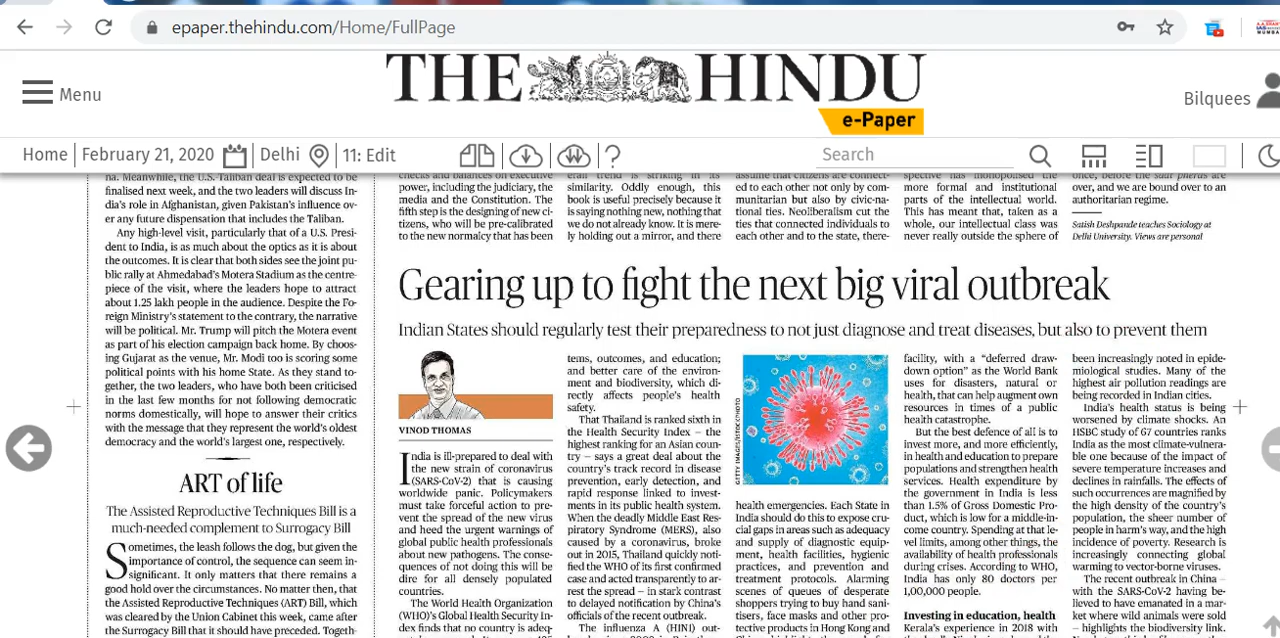 epaper.thehindu.com/Home/FullPage
Menu
THE HINDU
e-Paper
Bilquees
Home
February 21, 2020
Delhi
11: Edit
Search
na. Meanwhile, the U.S. Taliban deal is expected to be
finalised next week, and the two leaders will discuss In-
dia's role in Afghanistan, given Pakistan's influence ov-
er any future dispensation that includes the Taliban.
Any high-level visit, particularly that of a U.S. Presi-
dent to India, is as much about the optics as it is about
the outcomes. It is clear that both sides see the joint pu-
blic rally at Ahmedabad's Motera Stadium as the centre-
piece of the visit, where the leaders hope to attract
about 1.25 lakh people in the audience. Despite the Fo-
reign Ministry's statement to the contrary, the narrative
will be political. Mr. Trump will pitch the Motera event
as part of his election campaign back home. By choos-
ing Gujarat as the venue, Mr. Modi too is scoring some
political points with his home State. As they stand to-
gether, the two leaders, who have both been criticised
in the last few months for not following democratic
norms domestically, will hope to answer their critics
with the message that they represent the world's oldest
democracy and the world's largest one, respectively.
ART of life
The Assisted Reproductive Techniques Bill is a
much-needed complement to Surrogacy Bill
Sometimes, the leash follows the dog, but given the
importance of control, the sequence can seem in-
significant. It only matters that there remains a
good hold over the circumstances. No matter then, that
the Assisted Reproductive Techniques (ART) Bill, which
was cleared by the Union Cabinet this week, came after
the Surrogacy Bill that it should have preceded. Togeth-
checks and balances on executive
power, including the judiciary, the
media and the Constitution. The
fifth step is the designing of new ci-
tizens, who will be pre-calibrated
to the new normalcy that has been
erall trend is striking in its
similarity. Oddly enough, this
book is useful precisely because it
is saying nothing new, nothing that
we do not already know. It is mere-
ly holding out a mirror, and there
assume that citizens are connect-
ed to each other not only by com-
munitarian but also by civic-na-
tional ties. Neoliberalism cut the
ties that connected individuals to
each other and to the state, there-
spective has monopolised the
more formal and institutional
parts of the intellectual world.
This has meant that, taken as a
whole, our intellectual class was
never really outside the sphere of
once, before the saur pherас are
over, and we are bound over to an
authoritarian regime.
Satish Deshpande teaches Sociology at
Delhi University. Views are personal
Gearing up to fight the next big viral outbreak
Indian States should regularly test their preparedness to not just diagnose and treat diseases, but also to prevent them
VINOD THOMAS
India is ill-prepared to deal with
the new strain of coronavirus
(SARS-CoV-2) that is causing
worldwide panic. Policymakers
must take forceful action to pre-
vent the spread of the new virus
and heed the urgent warnings of
global public health professionals
about new pathogens. The conse-
quences of not doing this will be
dire for all densely populated
countries.
The World Health Organization
(WHO)'s Global Health Security In-
dex finds that no country is adeq-
tems, outcomes, and education;
and better care of the environ-
ment and biodiversity, which di-
rectly affects people's health
safety.
That Thailand is ranked sixth in
the Health Security Index – the
highest ranking for an Asian coun-
try – says a great deal about the
country's track record in disease
prevention, early detection, and
rapid response linked to invest-
ments in its public health system.
When the deadly Middle East Res-
piratory Syndrome (MERS), also
caused by a coronavirus, broke
out in 2015, Thailand quickly noti-
fied the WHO of its first confirmed
case and acted transparently to ar-
rest the spread – in stark contrast
to delayed notification by China's
officials of the recent outbreak.
The influenza A (H1N1) out-
GETTY IMAGES/ISTOCKPHOTO
health emergencies. Each State in
India should do this to expose cru-
cial gaps in areas such as adequacy
and supply of diagnostic equip-
ment, health facilities, hygienic
practices, and prevention and
treatment protocols. Alarming
scenes of queues of desperate
shoppers trying to buy hand sani-
tisers, face masks and other pro-
tective products in Hong Kong and
facility, with a "deferred draw-
down option" as the World Bank
uses for disasters, natural or
health, that can help augment own
resources in times of a public
health catastrophe.
But the best defence of all is to
invest more, and more efficiently,
in health and education to prepare
populations and strengthen health
services. Health expenditure by
the government in India is less
than 1.5% of Gross Domestic Pro-
duct, which is low for a middle-in-
come country. Spending at that le-
vel limits, among other things, the
availability of health professionals
during crises. According to WHO,
India has only 80 doctors per
1,00,000 people.
Investing in education, health
Kerala's experience in 2018 with
been increasingly noted in epide-
miological studies. Many of the
highest air pollution readings are
being recorded in Indian cities.
India's health status is being
worsened by climate shocks. An
HSBC study of 67 countries ranks
India as the most climate-vulnera-
ble one because of the impact of
severe temperature increases and
declines in rainfalls. The effects of
such occurrences are magnified by
the high density of the country's
population, the sheer number of
people in harm's way, and the high
incidence of poverty. Research is
increasingly connecting global
warming to vector-borne viruses.
The recent outbreak in China –
with the SARS-CoV-2 having be-
lieved to have emanated in a mar-
ket where wild animals were sold
– highlights the biodiversity link.